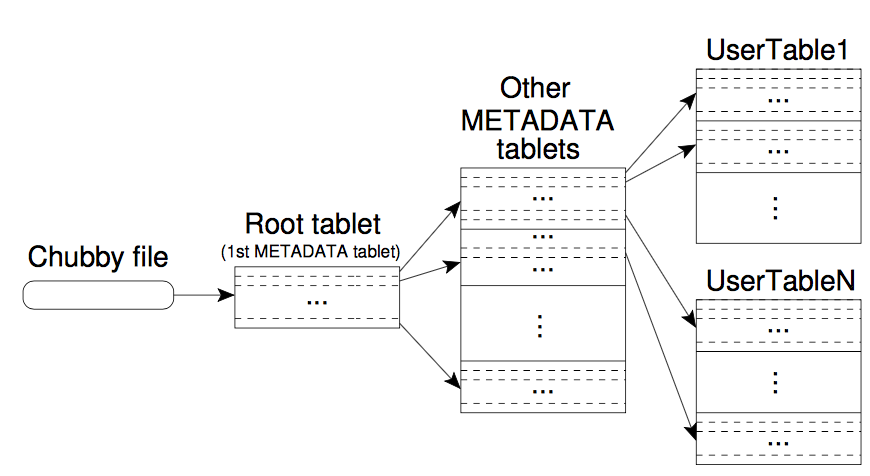 UserTable1
...
...
⋮
Other
METADATA
tablets
...
...
...
⋮
...
Root tablet
(1st METADATA tablet)
...
Chubby file
UserTableN
...
⋮
...